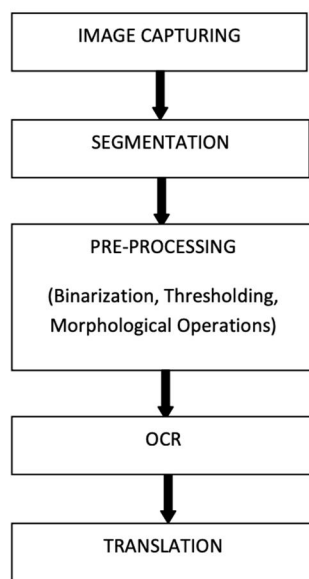 IMAGE CAPTURING
SEGMENTATION
PRE-PROCESSING
(Binarization, Thresholding,
Morphological Operations)
OCR
TRANSLATION